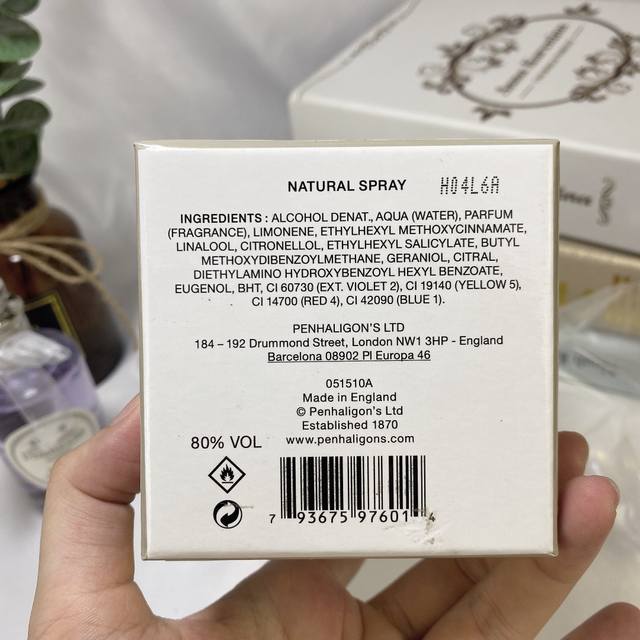 NATURAL SPRAY H04L6A
INGREDIENTS : ALCOHOL DENAT., AQUA (WATER), PARFUM
(FRAGRANCE), LIMONENE, ETHYLHEXYL METHOXYCINNAMATE,
LINALOOL, CITRONELLOL, ETHYLHEXYL SALICYLATE, BUTYL
METHOXYDIBENZOYLMETHANE, GERANIOL, CITRAL,
DIETHYLAMINO HYDROXYBENZOYL HEXYL BENZOATE,
EUGENOL, BHT, CI 60730 (EXT. VIOLET 2), CI 19140 (YELLOW 5),
CI 14700 (RED 4), CI 42090 (BLUE 1).
PENHALIGON'S LTD
184 – 192 Drummond Street, London NW1 3HP - England
Barcelona 08902 Pl Europa 46
051510A
Made in England
© Penhaligon's Ltd
Established 1870
80% VOL www.penhaligons.com
7 93675 97601 4